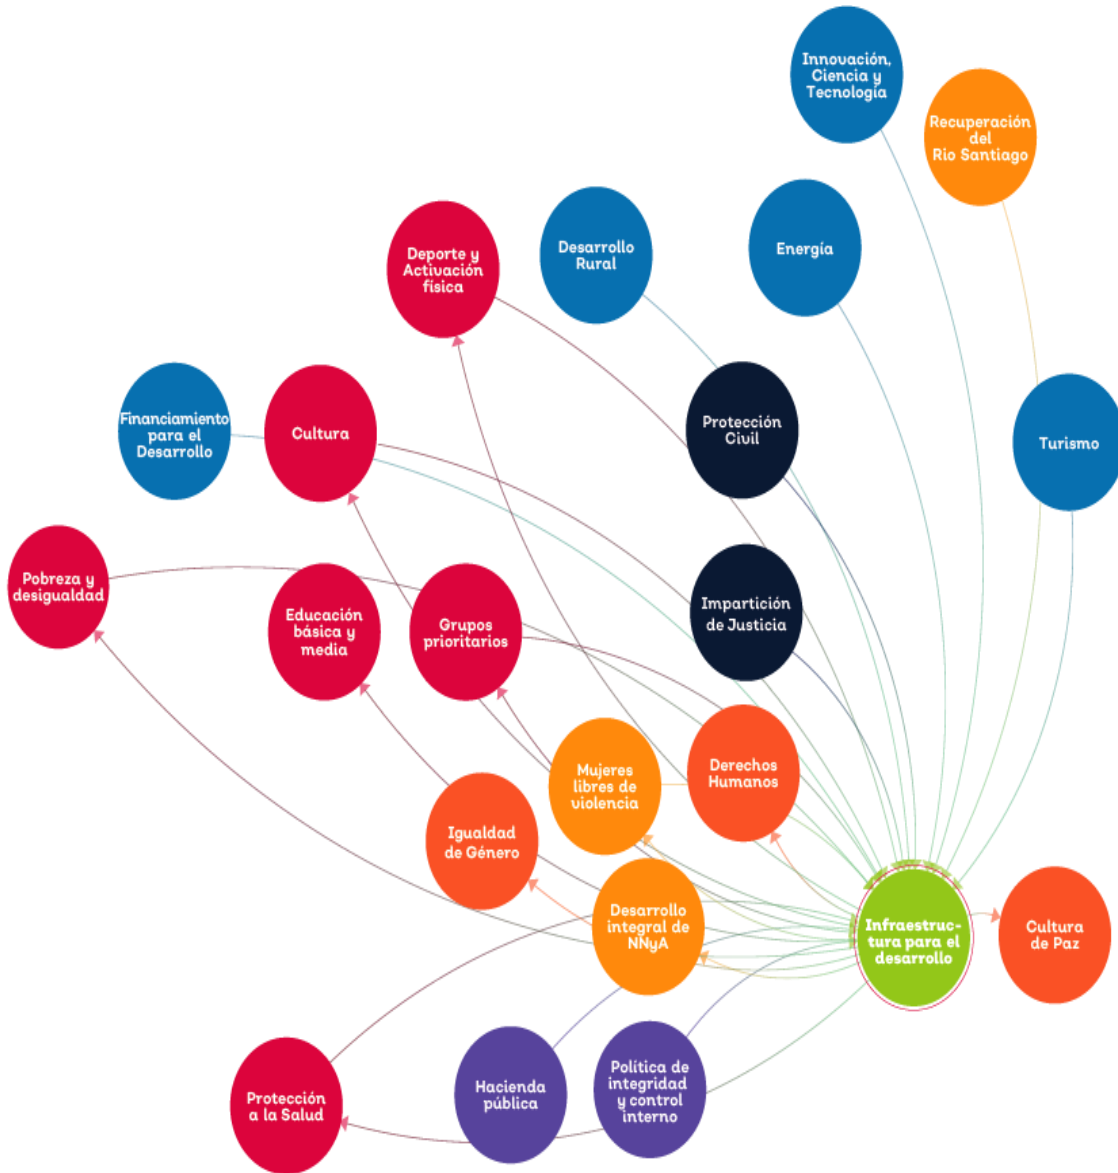 Innovación,
Ciencia y
Tecnología
Recuperación
del
Rio Santiago
Deporte y
Activación
física
Desarrollo
Rural
Energía
Financiamiento
para el
Desarrollo
Cultura
Protección
Civil
Turismo
Pobreza y
desigualdad
Educación
básica y
media
Grupos
prioritarios
Impartición
de Justicia
Mujeres
libres de
violencia
Derechos
Humanos
Igualdad
de Género
Desarrollo
integral de
NNyA
Infraestruc-
tura para el
desarrollo
Cultura
de Paz
Protección
a la Salud
Hacienda
pública
Política de
integridad
y control
interno